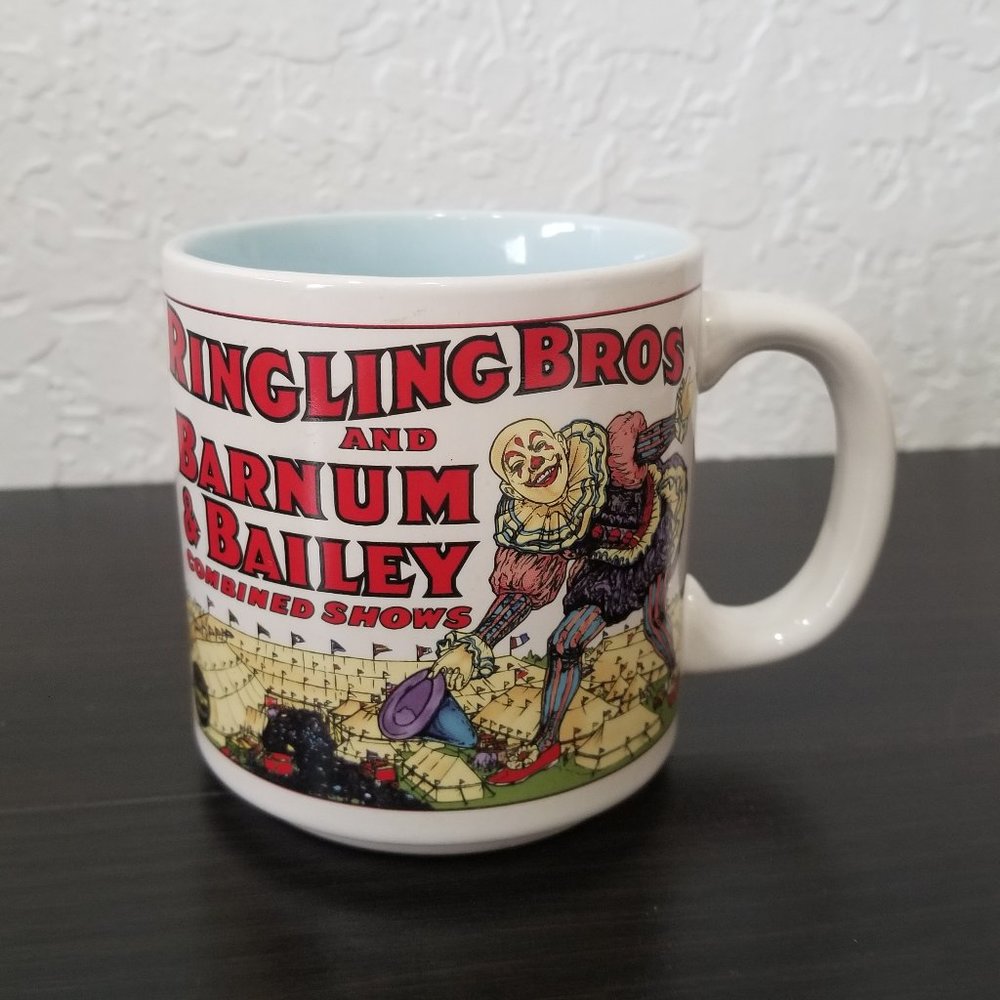 RINGLING BROS
AND
BARNUM
& BAILEY
COMBINED SHOWS